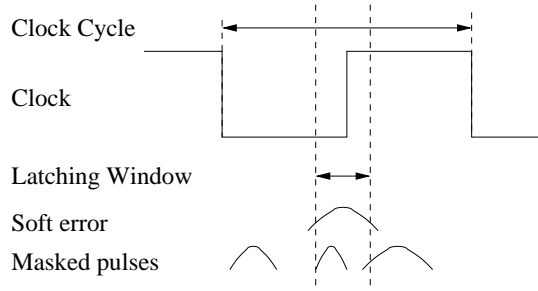 Clock Cycle
Clock
Latching Window
Soft error
Masked pulses